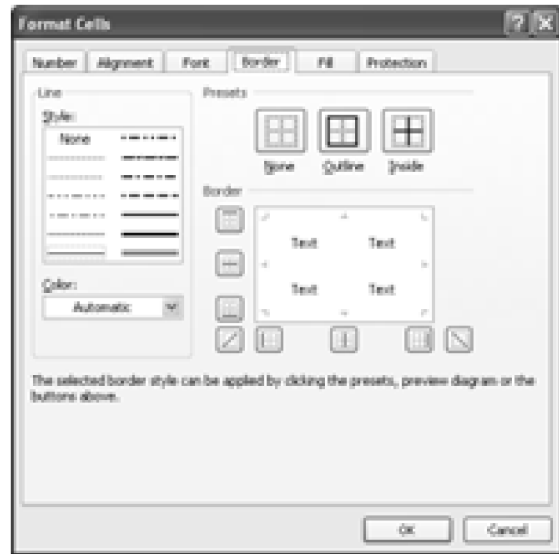 Format Cells
Number Alignment Font Border Fill Protection
Line
Style:
None
Presets
None Outline Inside
Border
Text Text
Text Text
Color:
Automatic
The selected border style can be applied by clicking the presets, preview diagram or the
buttons above.
OK Cancel